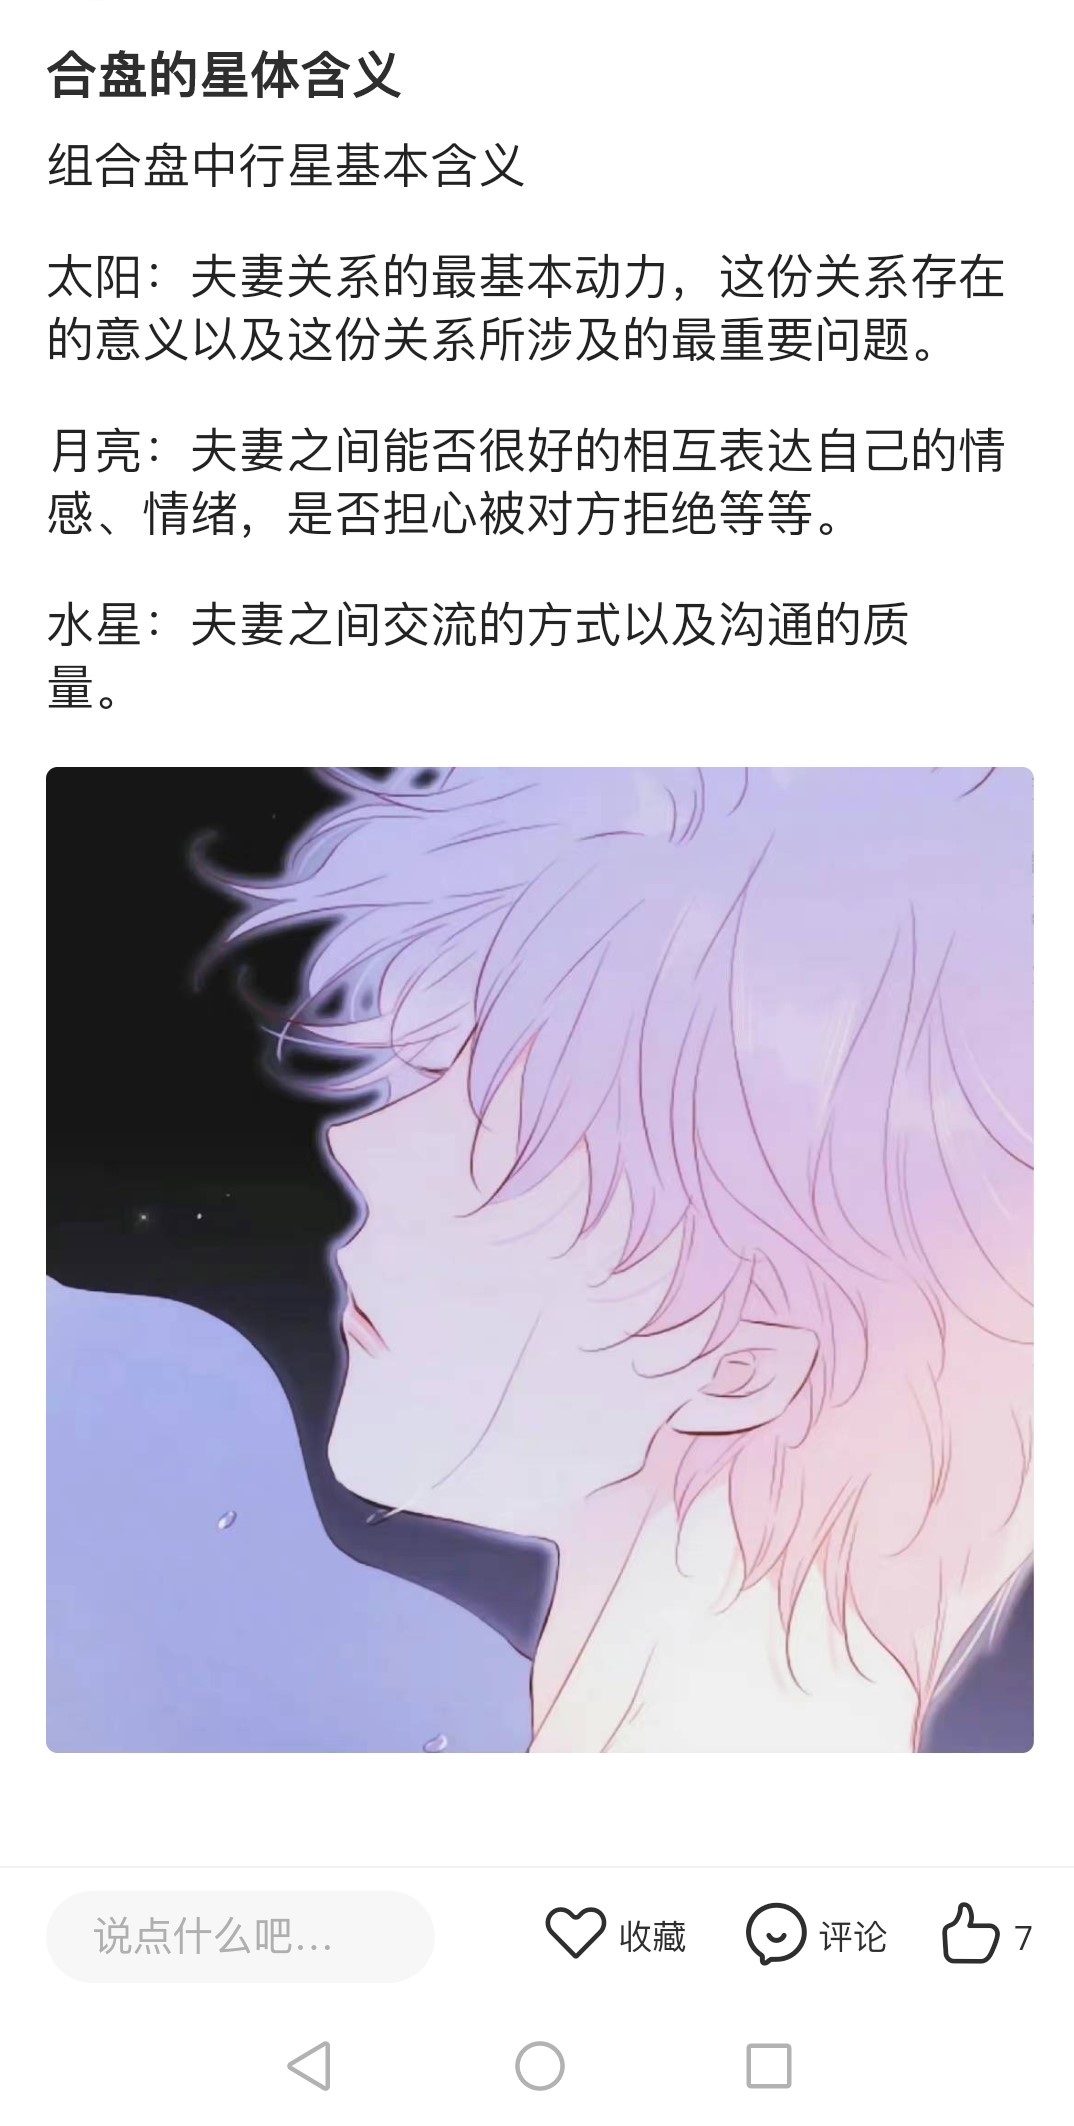 合盘的星体含义
组合盘中行星基本含义
太阳：夫妻关系的最基本动力，这份关系存在
的意义以及这份关系所涉及的最重要问题。
月亮：夫妻之间能否很好的相互表达自己的情
感、情绪，是否担心被对方拒绝等等。
水星：夫妻之间交流的方式以及沟通的质
量。
说点什么吧... 收藏 评论 7